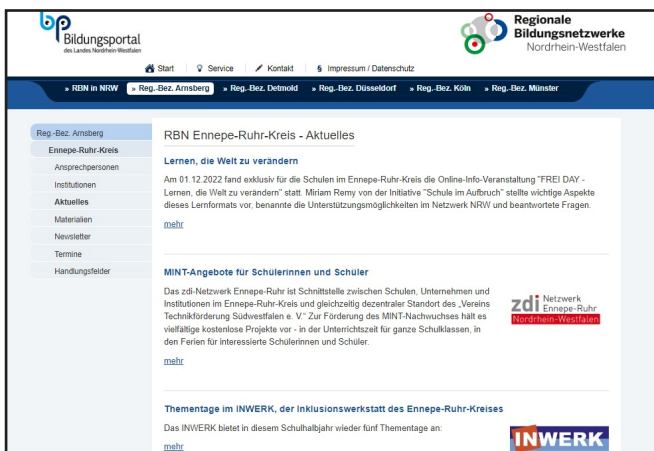 bp
Bildungsportal
des Landes Nordrhein-Westfalen
Regionale
Bildungsnetzwerke
Nordrhein-Westfalen
Start
Service
Kontakt
§ Impressum / Datenschutz
» RBN in NRW
» Reg.-Bez. Arnsberg
» Reg.-Bez. Detmold
» Reg.-Bez. Düsseldorf
» Reg.-Bez. Köln
» Reg.-Bez. Münster
Reg.-Bez. Arnsberg
Ennepe-Ruhr-Kreis
Ansprechpersonen
Institutionen
Aktuelles
Materialien
Newsletter
Termine
Handlungsfelder
RBN Ennepe-Ruhr-Kreis - Aktuelles
Lernen, die Welt zu verändern
Am 01.12.2022 fand exklusiv für die Schulen im Ennepe-Ruhr-Kreis die Online-Info-Veranstaltung "FREI DAY -
Lernen, die Welt zu verändern" statt. Miriam Remy von der Initiative "Schule im Aufbruch" stellte wichtige Aspekte
dieses Lernformats vor, benannte die Unterstützungsmöglichkeiten im Netzwerk NRW und beantwortete Fragen.
mehr
MINT-Angebote für Schülerinnen und Schüler
Das zdi-Netzwerk Ennepe-Ruhr ist Schnittstelle zwischen Schulen, Unternehmen und
Institutionen im Ennepe-Ruhr-Kreis und gleichzeitig dezentraler Standort des „Vereins
Technikförderung Südwestfalen e. V." Zur Förderung des MINT-Nachwuchses hält es
vielfältige kostenlose Projekte vor - in der Unterrichtszeit für ganze Schulklassen, in
den Ferien für interessierte Schülerinnen und Schüler.
mehr
zdi Netzwerk
Ennepe-Ruhr
Nordrhein-Westfalen
Thementage im INWERK, der Inklusionswerkstatt des Ennepe-Ruhr-Kreises
Das INWERK bietet in diesem Schulhalbjahr wieder fünf Thementage an:
mehr
INWERK